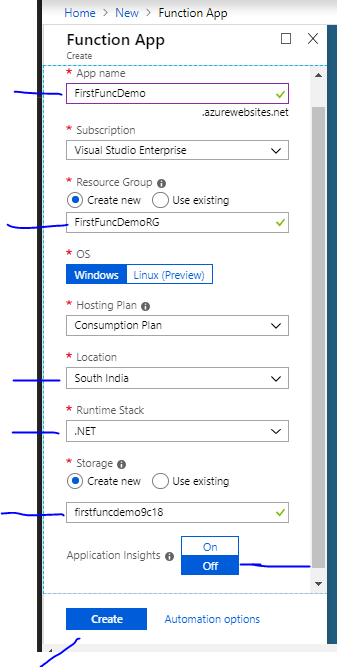 Home > New > Function App
Function App
Create
* App name
FirstFuncDemo
.azurewebsites.net
* Subscription
Visual Studio Enterprise
* Resource Group
Create new Use existing
FirstFuncDemoRG
* OS
Windows Linux (Preview)
* Hosting Plan
Consumption Plan
* Location
South India
* Runtime Stack
.NET
* Storage
Create new Use existing
firstfuncdemo9c18
On
Application Insights
Off
Create Automation options